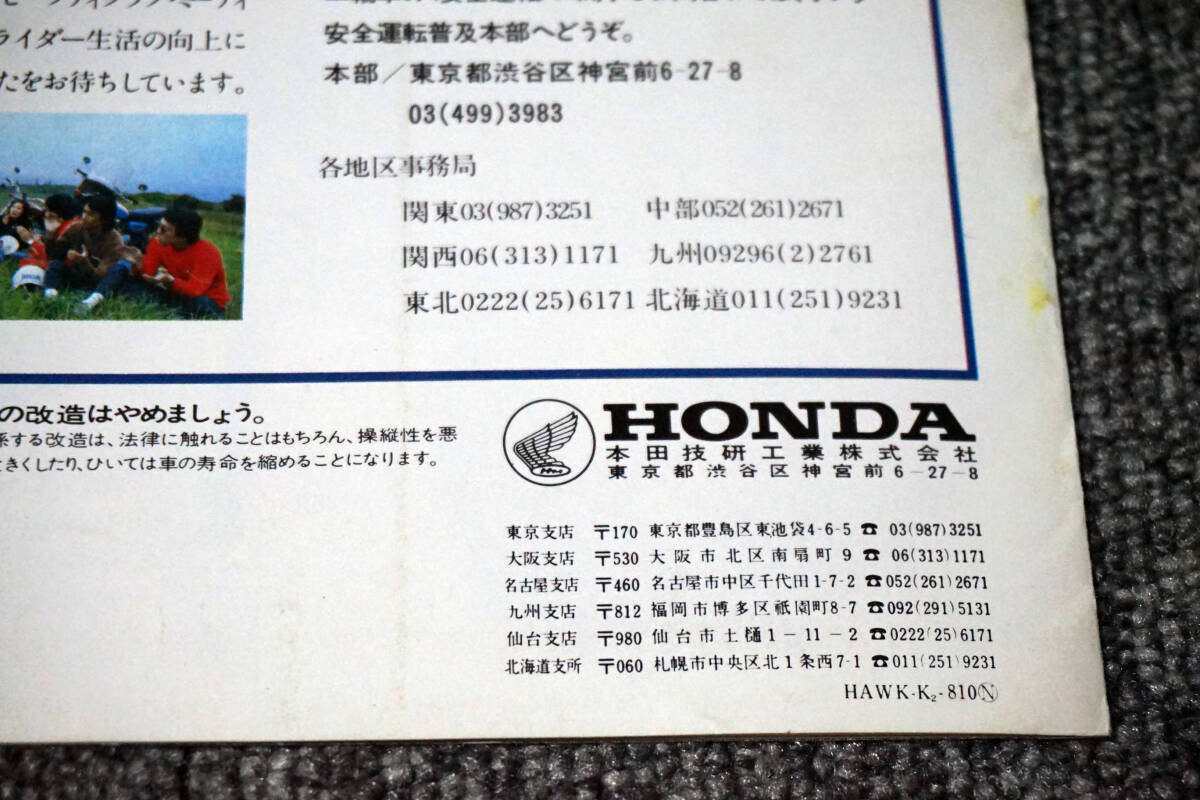 ライダー生活の向上に
たをお待ちしています。
安全運転普及本部へどうぞ。
本部／東京都渋谷区神宮前6-27-8
03(499)3983
各地区事務局
関東03(987)3251 中部052(261)2671
関西06(313)1171 九州09296(2)2761
東北0222(25)6171 北海道011(251)9231
HONDA
の改造はやめましょう。
係する改造は、法律に触れることはもちろん、操縦性を悪
きくしたり、ひいては車の寿命を縮めることになります。
HONDA
本田技研工業株式会社
東京都渋谷区神宮前6-27-8
東京支店 〒170 東京都豊島区東池袋4-6-5 ☎ 03(987)3251
大阪支店 〒530 大阪市北区南扇町9 ☎ 06(313)1171
名古屋支店 〒460 名古屋市中区千代田1-7-2 ☎052(261)2671
九州支店 〒812 福岡市博多区祇園町8-7 ☎092(291)5131
仙台支店 〒980 仙台市土樋1-11-2 ☎0222(25)6171
北海道支所 〒060 札幌市中央区北1条西7-1 ☎011(251)9231
HAWK-K₂-810Ⓝ